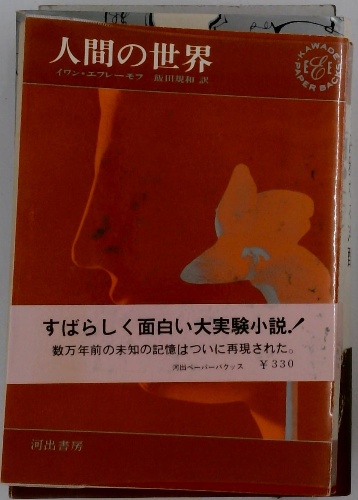 人間の世界
イワン・エフレーモフ 飯田規和 訳
KAWADE PAPER BACKS
EEE
すばらしく面白い大実験小説!
数万年前の未知の記憶はついに再現された。
河出ペーパーバックス ¥330
河出書房